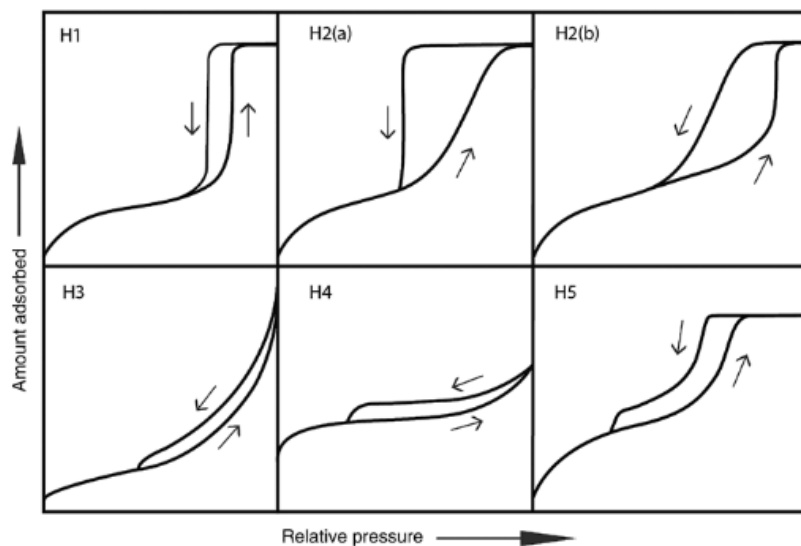 H1
H2(a)
H2(b)
H3
H4
H5
Amount adsorbed
Relative pressure